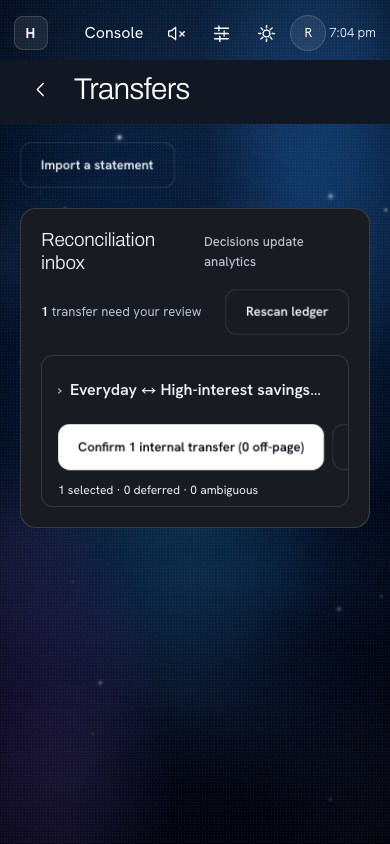 H
Console
R
7:04 pm
Transfers
Import a statement
Reconciliation
inbox
Decisions update
analytics
1 transfer need your review
Rescan ledger
› Everyday ↔ High-interest savings...
Confirm 1 internal transfer (0 off-page)
1 selected · 0 deferred · 0 ambiguous